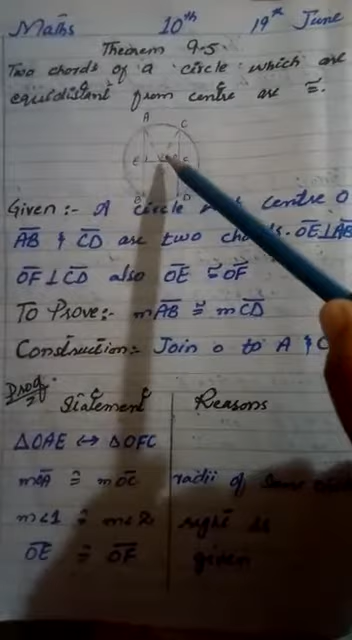 Maths 10th 19th June
Theorem 9.5.
Two chords of a circle which are
equidistant from centre are ≅.
A C
E
D
Given:- A circle centre O
AB & CD are two chords. OE⊥AB
OF⊥CD also OE ≅ OF
To Prove:- mAB ≅ mCD
Construction:- Join o to A & C
Proof:
Statement Reasons
ΔOAE ↔ ΔOFC
≅ mOC radii of same
m<1 ≅ m<2 right
OE ≅ OF given